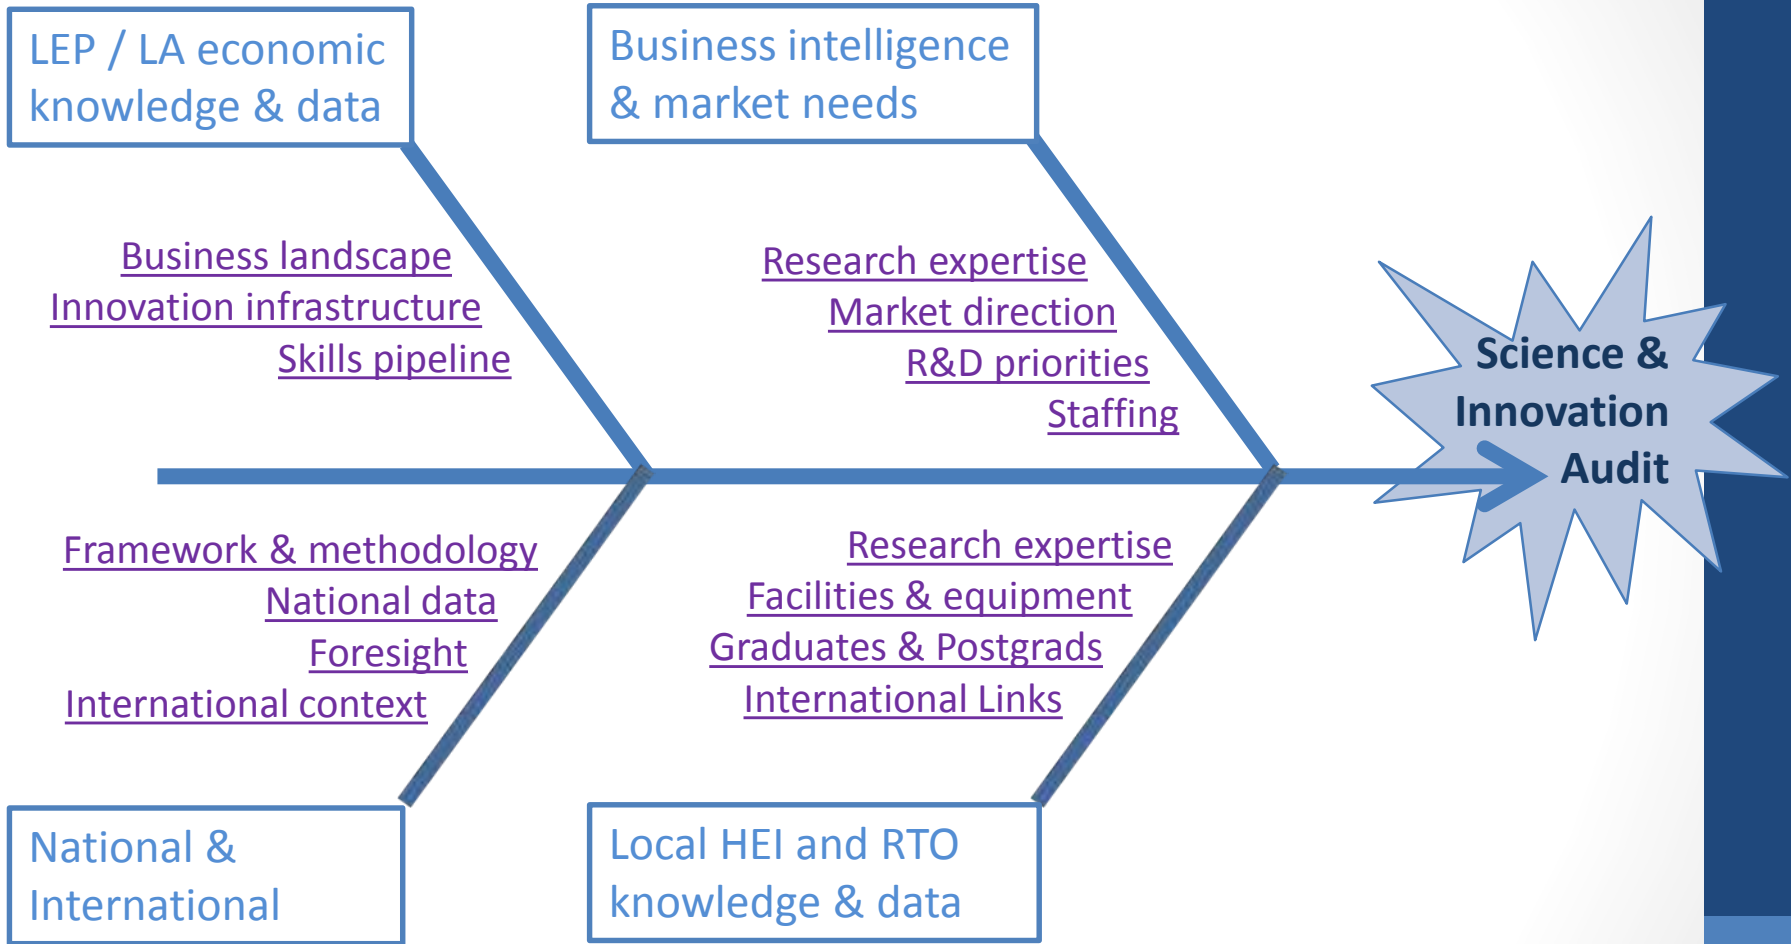 LEP / LA economic
knowledge & data
Business intelligence
& market needs
Business landscape
Innovation infrastructure
Skills pipeline
Research expertise
Market direction
R&D priorities
Staffing
Science &
Innovation
Audit
Framework & methodology
National data
Foresight
International context
Research expertise
Facilities & equipment
Graduates & Postgrads
International Links
National &
International
Local HEI and RTO
knowledge & data